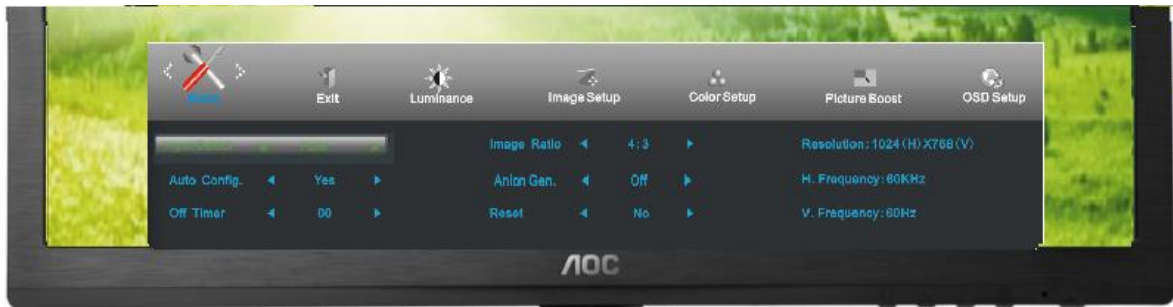 Exit
Luminance
Image Setup
Color Setup
Picture Boost
OSD Setup
Image Ratio 4:3 Resolution: 1024 (H) X768 (V)
Auto Config. Yes Anion Gen. Off H. Frequency: 60KHz
Off Timer 00 Reset No V. Frequency: 60Hz
AOC